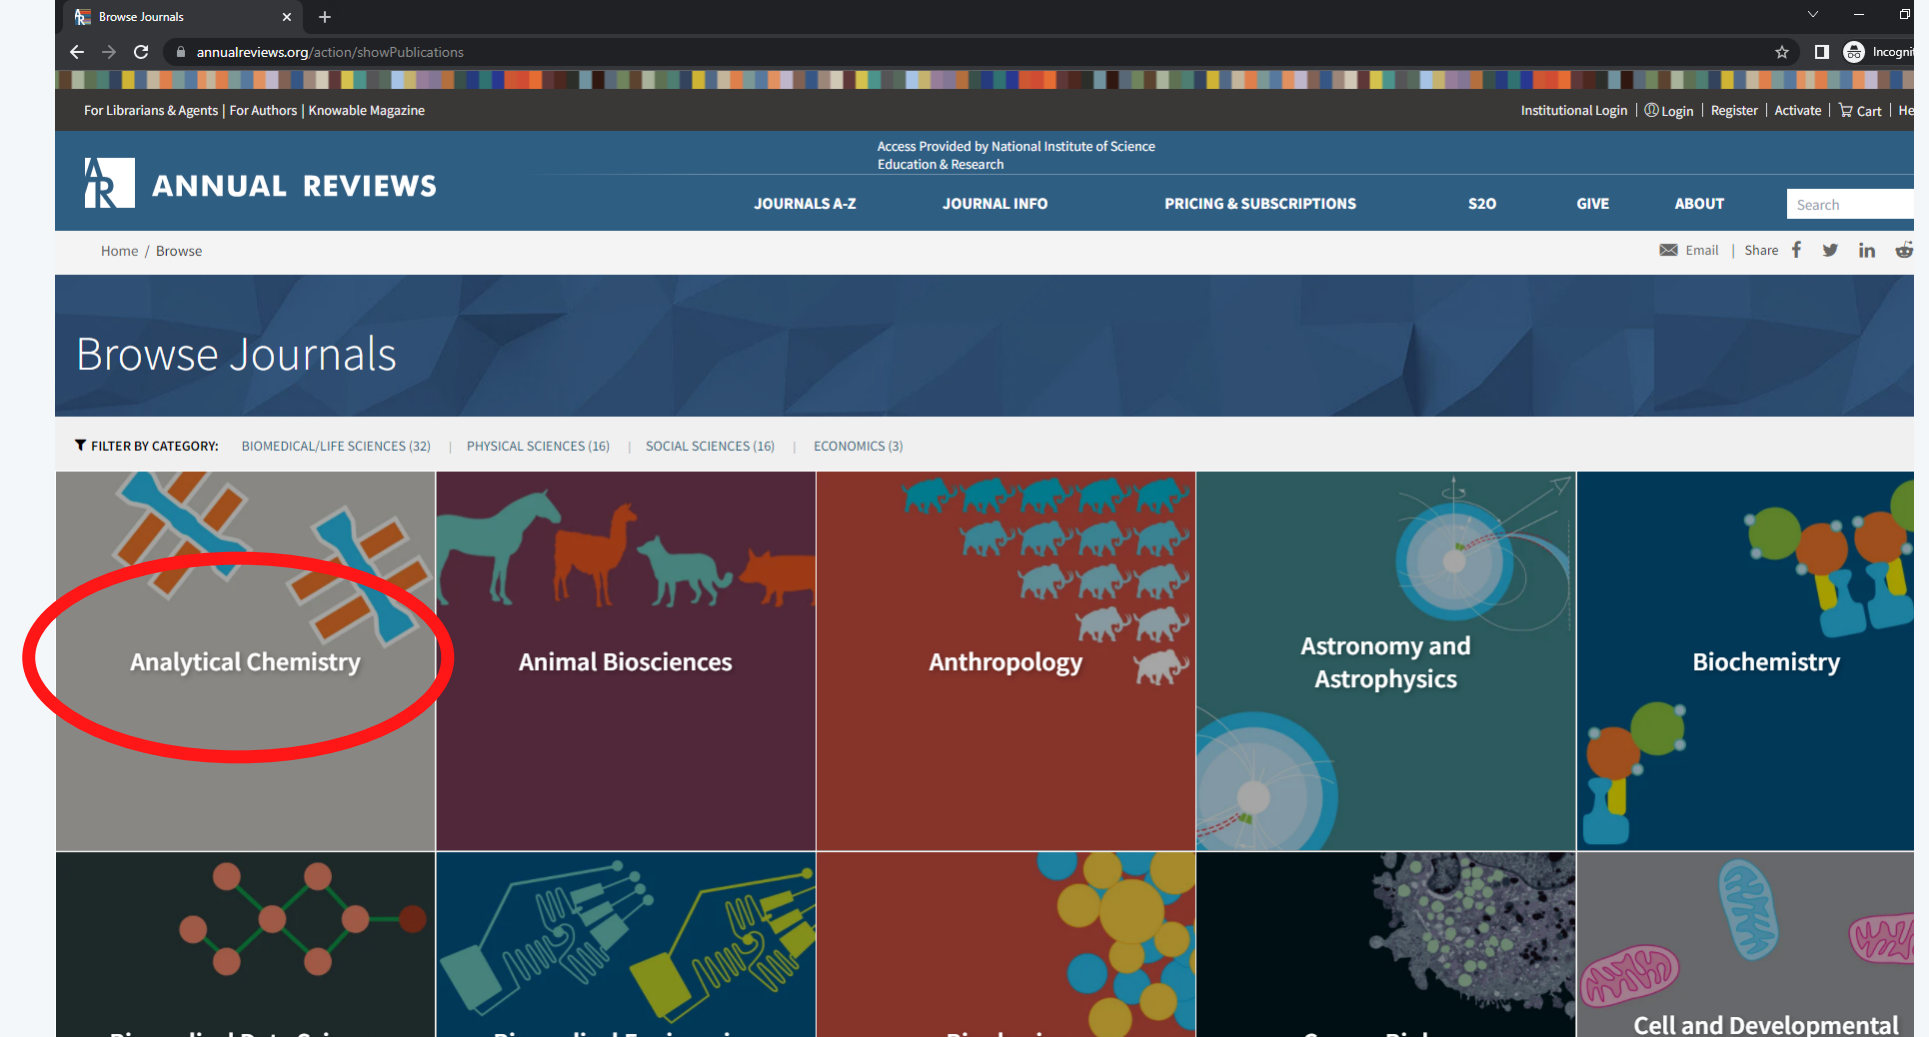 Browse Journals
annualreviews.org/action/showPublications
For Librarians & Agents | For Authors | Knowable Magazine
Institutional Login | Login | Register | Activate | Cart
Access Provided by National Institute of Science
Education & Research
AR ANNUAL REVIEWS
JOURNALS A-Z JOURNAL INFO PRICING & SUBSCRIPTIONS S2O GIVE ABOUT Search
Home / Browse Email | Share
Browse Journals
FILTER BY CATEGORY: BIOMEDICAL/LIFE SCIENCES (32) | PHYSICAL SCIENCES (16) | SOCIAL SCIENCES (16) | ECONOMICS (3)
Analytical Chemistry
Animal Biosciences
Anthropology
Astronomy and
Astrophysics
Biochemistry
Cell and Developmental